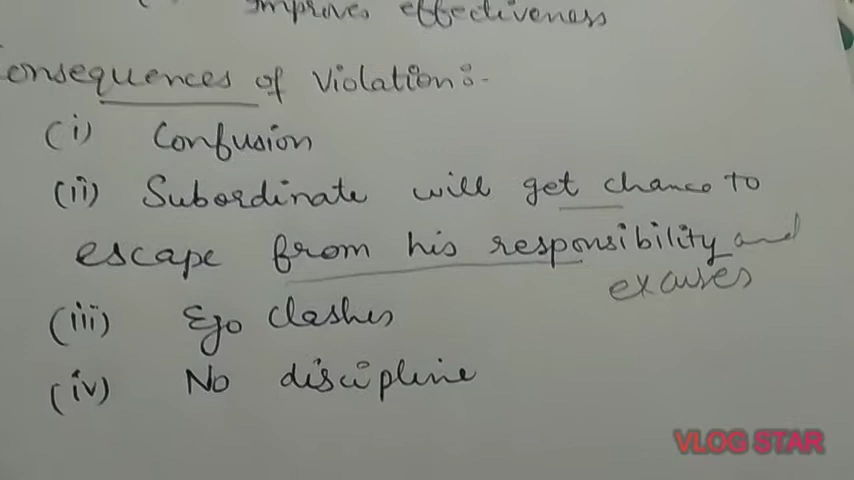 Improves effectiveness
onsequences of Violation:-
(i) Confusion
(ii) Subordinate will get chance to
escape from his responsibility and
excuses
(iii) Ego clashes
(iv) No discipline
VLOG STAR